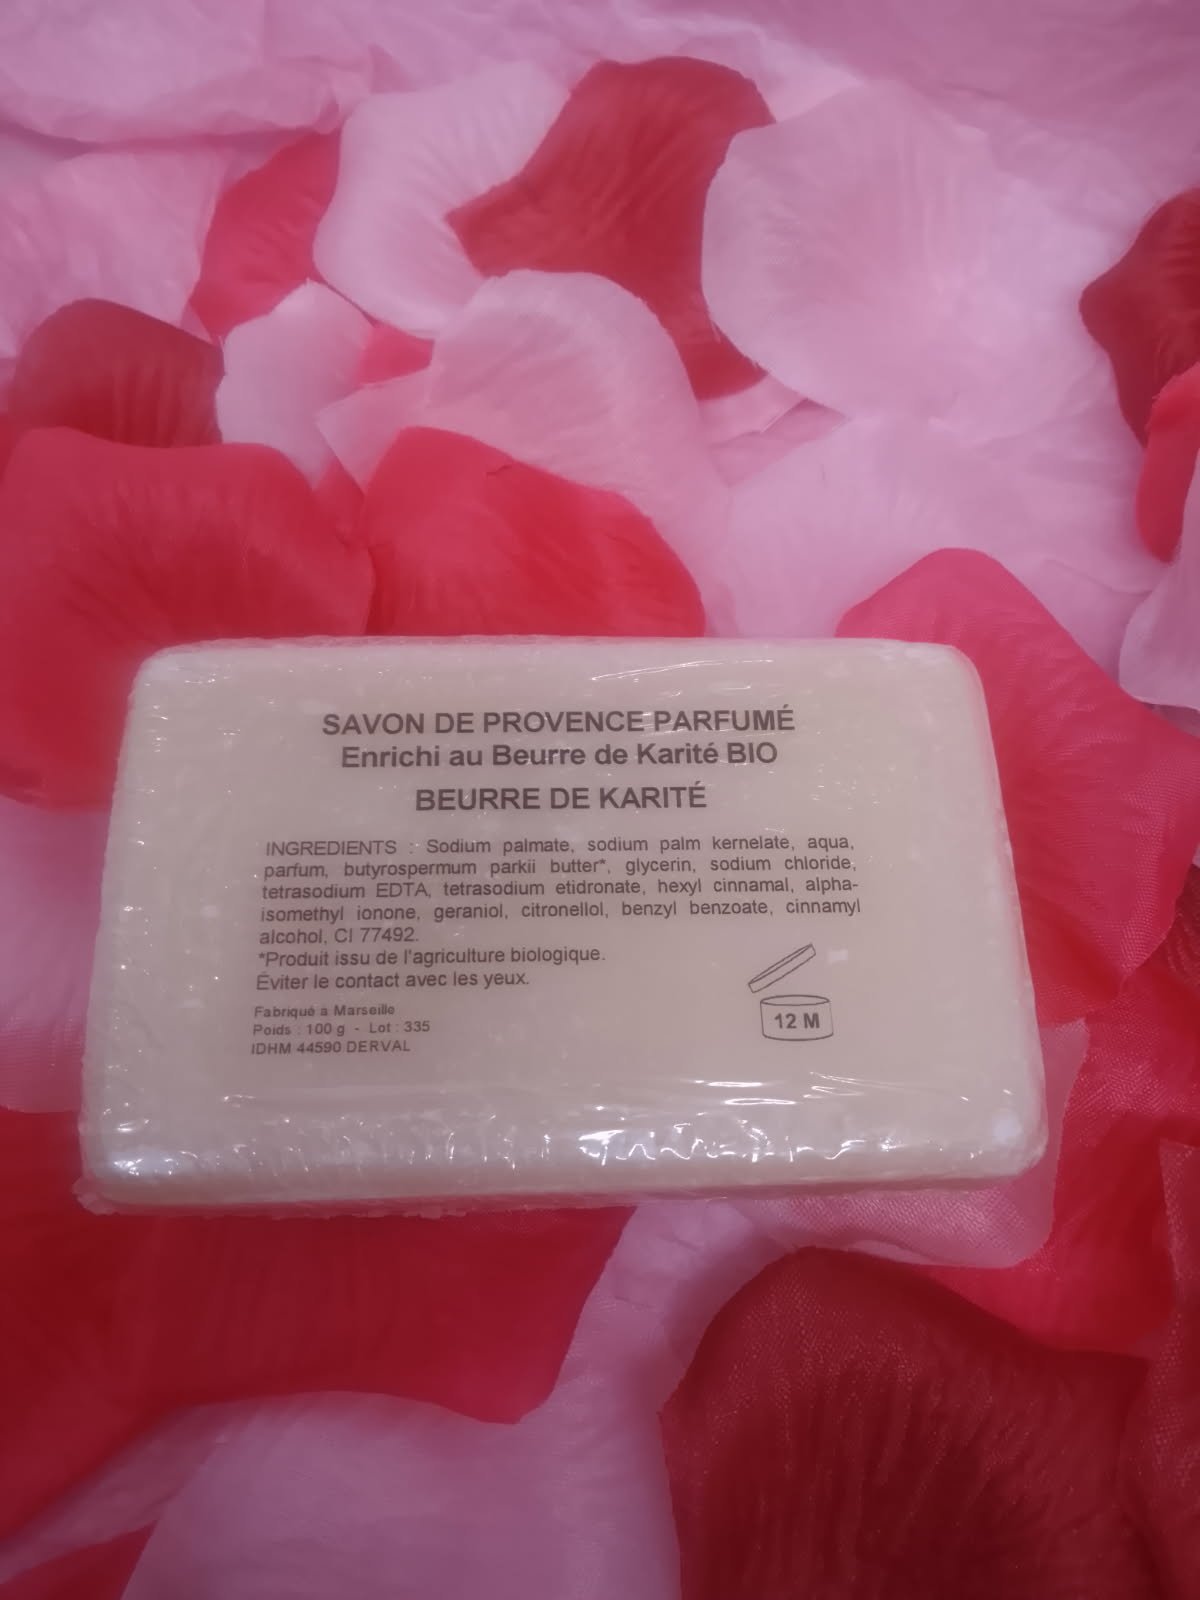 SAVON DE PROVENCE PARFUMÉ
Enrichi au Beurre de Karité BIO
BEURRE DE KARITÉ
INGREDIENTS : Sodium palmate, sodium palm kernelate, aqua,
parfum, butyrospermum parkii butter*, glycerin, sodium chloride,
tetrasodium EDTA, tetrasodium etidronate, hexyl cinnamal, alpha-
isomethyl ionone, geraniol, citronellol, benzyl benzoate, cinnamyl
alcohol, CI 77492.
*Produit issu de l'agriculture biologique.
Éviter le contact avec les yeux.
Fabriqué à Marseille
Poids : 100 g - Lot : 335
IDHM 44590 DERVAL
12 M